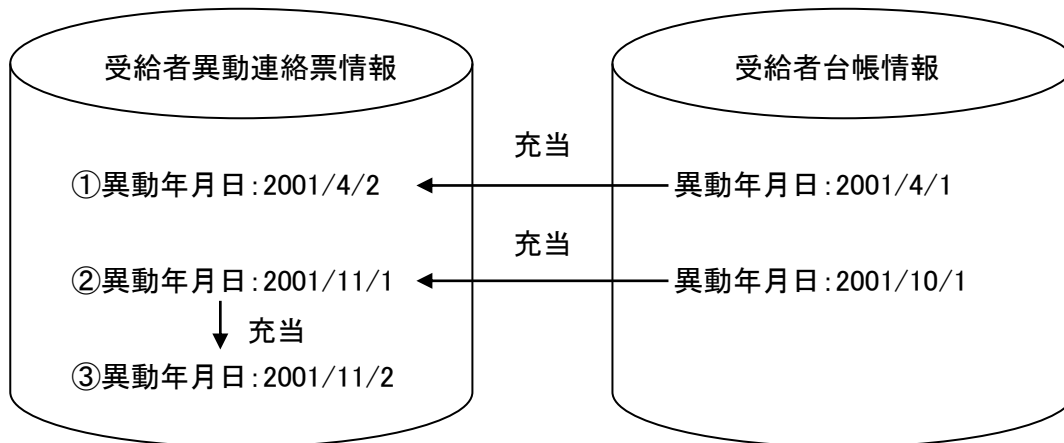 受給者異動連絡票情報
受給者台帳情報
充当
①異動年月日:2001/4/2
異動年月日:2001/4/1
充当
②異動年月日:2001/11/1
異動年月日:2001/10/1
充当
③異動年月日:2001/11/2